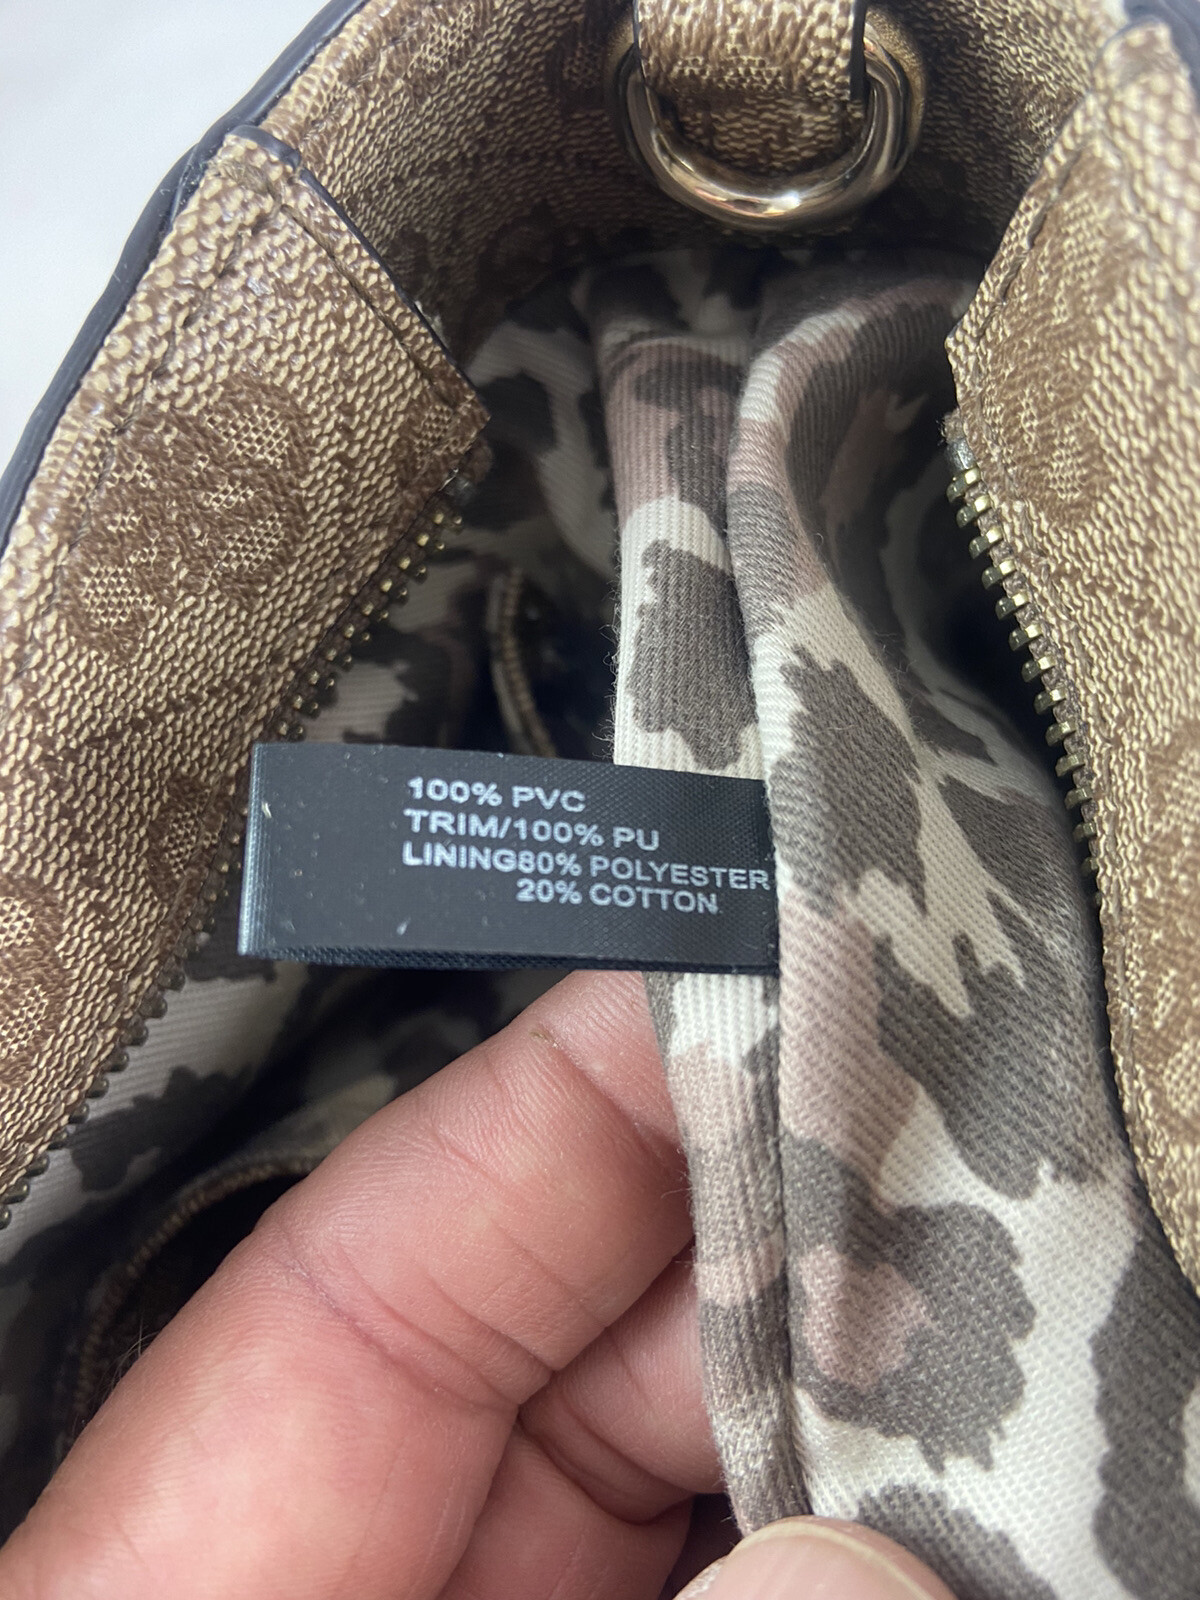 100% PVC
TRIM/100% PU
LINING80% POLYESTER
20% COTTON